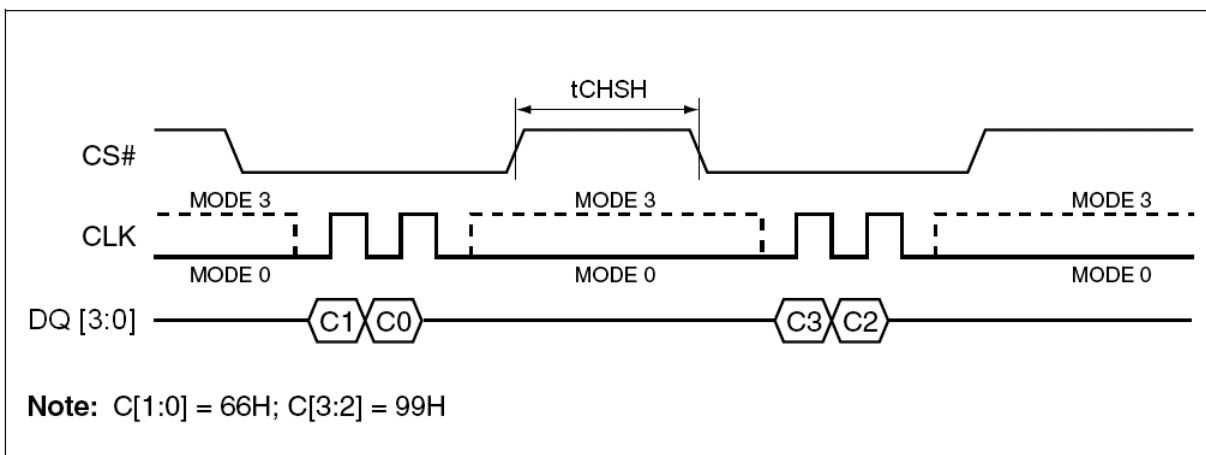 tCHSH
CS#
MODE 3 MODE 3 MODE 3
CLK
MODE 0 MODE 0 MODE 0
DQ [3:0] C1 C0 C3 C2
Note: C[1:0] = 66H; C[3:2] = 99H